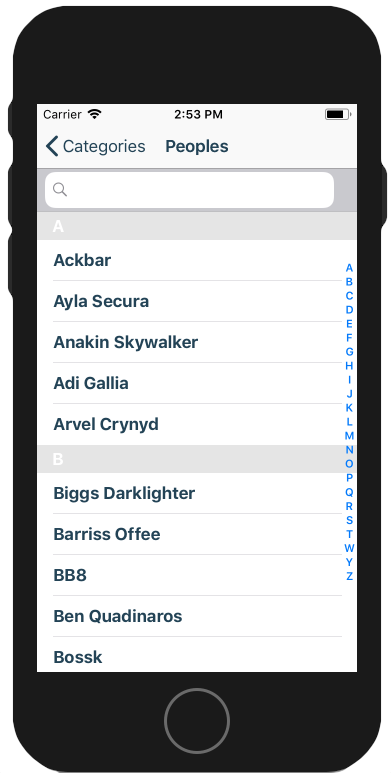 Carrier 2:53 PM
Categories Peoples
A
Ackbar
Ayla Secura
Anakin Skywalker
Adi Gallia
Arvel Crynyd
B
Biggs Darklighter
Barriss Offee
BB8
Ben Quadinaros
Bossk
A
B
C
D
E
F
G
H
I
J
K
L
M
N
O
P
Q
R
S
T
W
Y
Z